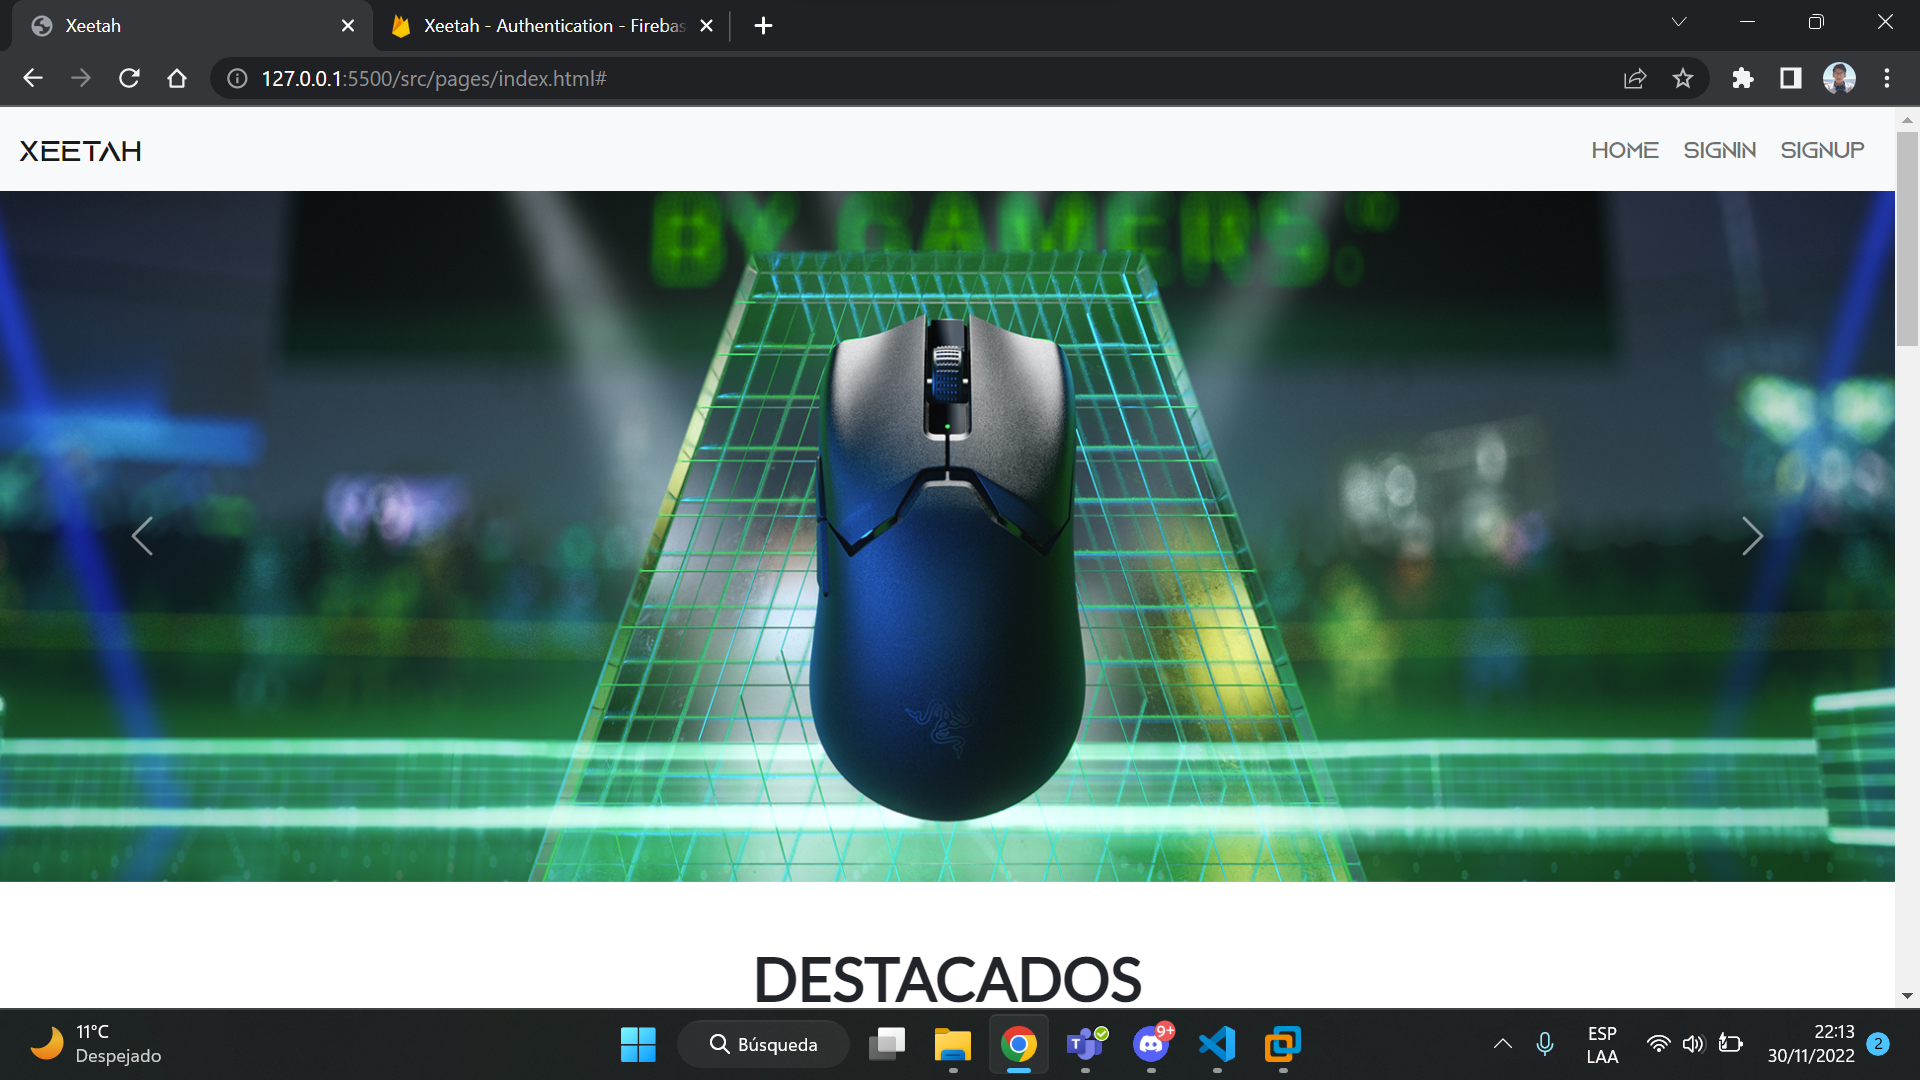 Xeetah
Xeetah - Authentication - Firebas
127.0.0.1:5500/src/pages/index.html#
XEETAH
HOME SIGNIN SIGNUP
BY GAMERS.
DESTACADOS
11°C
Despejado
Búsqueda
T
9+
ESP
LAA
22:13
30/11/2022
2